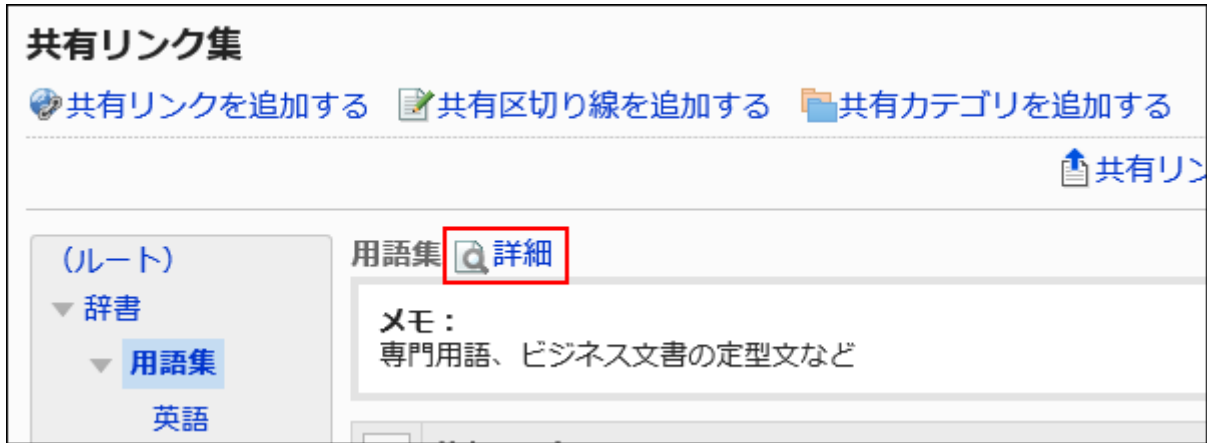 共有リンク集
共有リンクを追加する 共有区切り線を追加する 共有カテゴリを追加する
共有リン
(ルート)
辞書
用語集
英語
用語集 詳細
メモ：
専門用語、ビジネス文書の定型文など